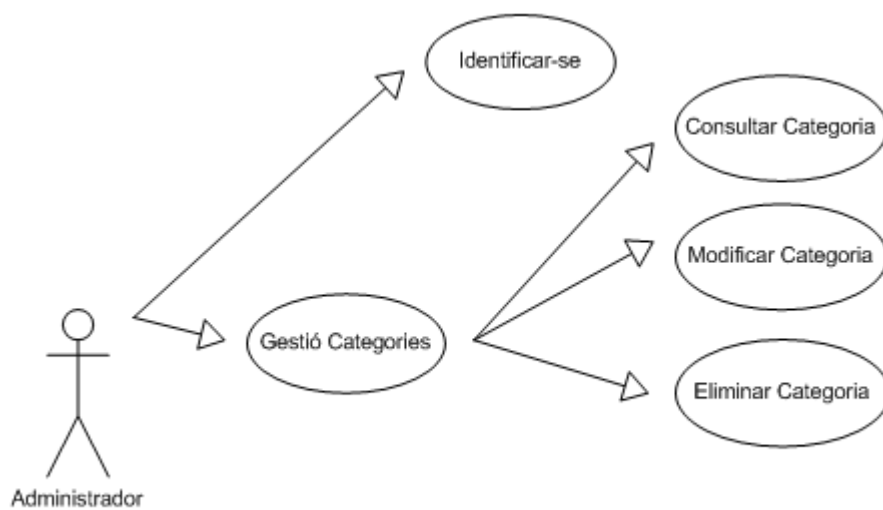 Identificar-se
Consultar Categoria
Modificar Categoria
Gestió Categories
Eliminar Categoria
Administrador